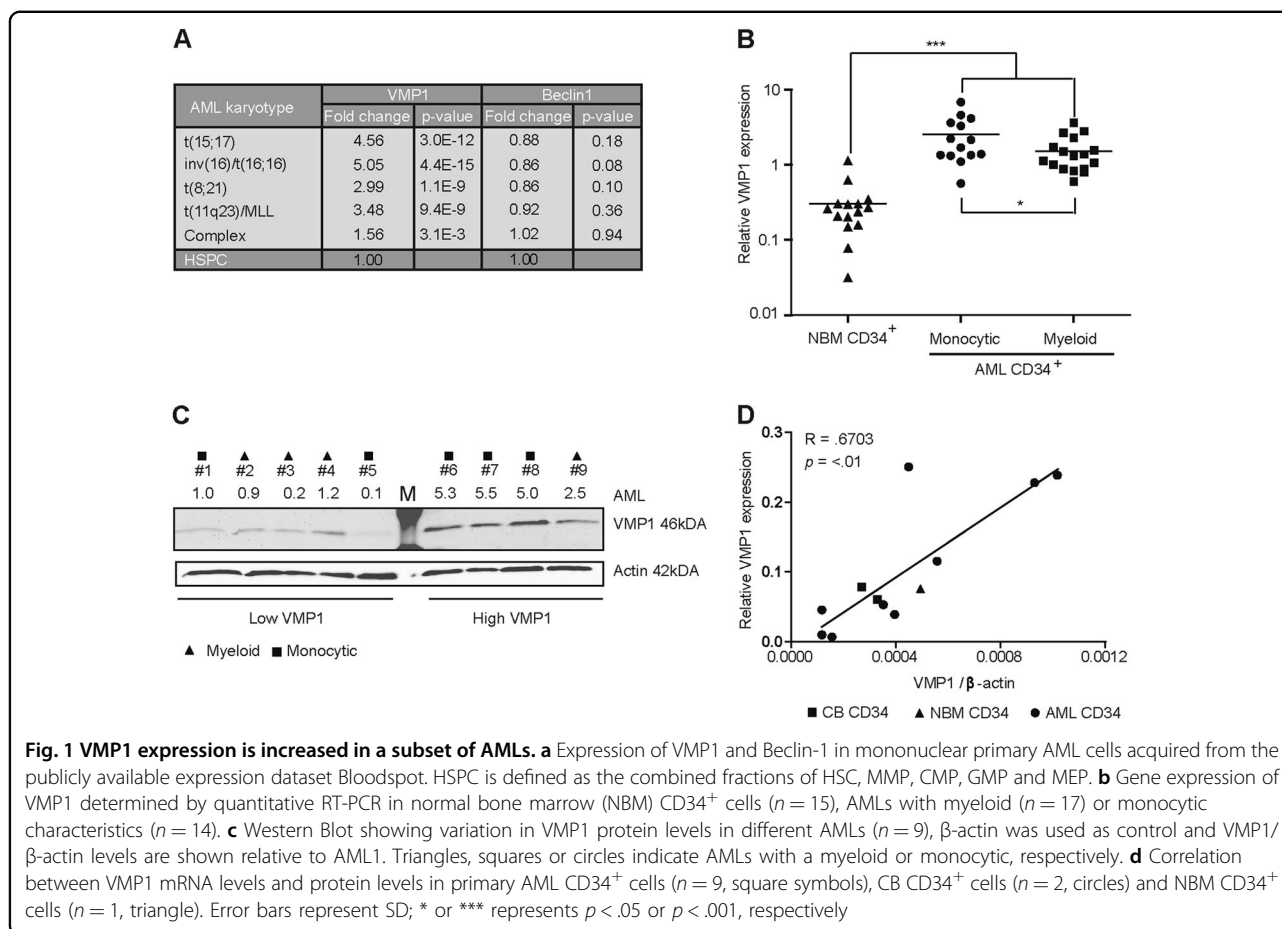 A
AML karyotype VMP1 Beclin1
Fold change p-value Fold change p-value
t(15;17) 4.56 3.0E-12 0.88 0.18
inv(16)/t(16;16) 5.05 4.4E-15 0.86 0.08
t(8;21) 2.99 1.1E-9 0.86 0.10
t(11q23)/MLL 3.48 9.4E-9 0.92 0.36
Complex 1.56 3.1E-3 1.02 0.94
HSPC 1.00 1.00
B
***
Relative VMP1 expression
10
1
0.1
0.01
*
NBM CD34+ Monocytic Myeloid
AML CD34+
C
#1 #2 #3 #4 #5 #6 #7 #8 #9
1.0 0.9 0.2 1.2 0.1 M 5.3 5.5 5.0 2.5 AML
VMP1 46kDA
Actin 42kDA
Low VMP1 High VMP1
▲ Myeloid ■ Monocytic
D
R = .6703
p = <.01
Relative VMP1 expression
0.3
0.2
0.1
0.0
0.0000 0.0004 0.0008 0.0012
VMP1 / β-actin
■ CB CD34 ▲ NBM CD34 ● AML CD34
Fig. 1 VMP1 expression is increased in a subset of AMLs. a Expression of VMP1 and Beclin-1 in mononuclear primary AML cells acquired from the
publicly available expression dataset Bloodspot. HSPC is defined as the combined fractions of HSC, MMP, CMP, GMP and MEP. b Gene expression of
VMP1 determined by quantitative RT-PCR in normal bone marrow (NBM) CD34+ cells (n = 15), AMLs with myeloid (n = 17) or monocytic
characteristics (n = 14). c Western Blot showing variation in VMP1 protein levels in different AMLs (n = 9), β-actin was used as control and VMP1/
β-actin levels are shown relative to AML1. Triangles, squares or circles indicate AMLs with a myeloid or monocytic, respectively. d Correlation
between VMP1 mRNA levels and protein levels in primary AML CD34+ cells (n = 9, square symbols), CB CD34+ cells (n = 2, circles) and NBM CD34+
cells (n = 1, triangle). Error bars represent SD; * or *** represents p < .05 or p < .001, respectively